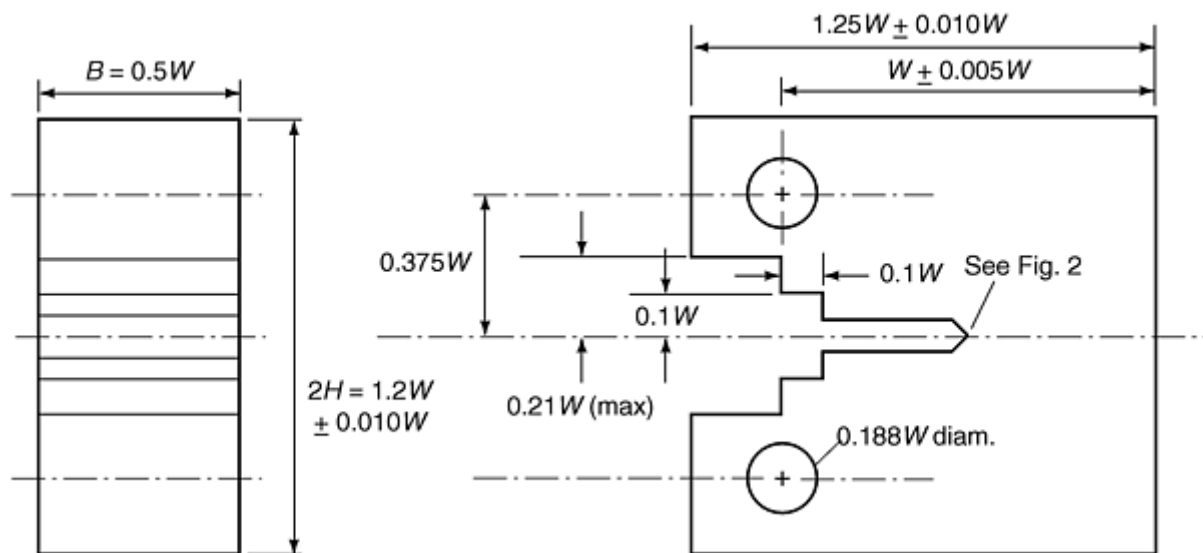 1.25W ± 0.010W
B = 0.5W
W ± 0.005W
0.375W
0.1W
See Fig. 2
0.1W
2H = 1.2W
± 0.010W
0.21W (max)
0.188W diam.